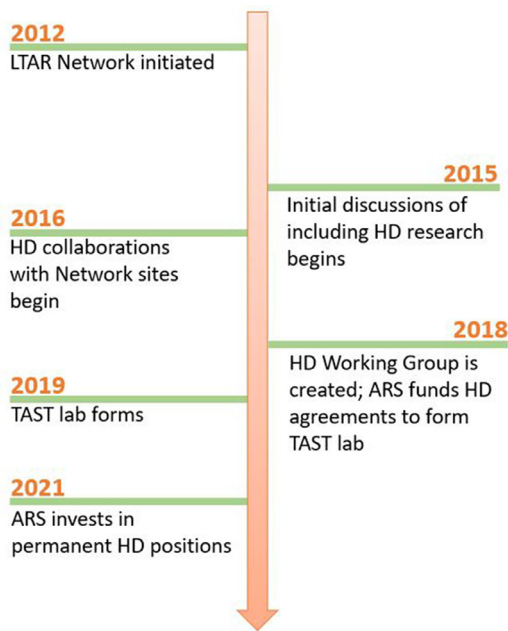 2012
LTAR Network initiated
2015
Initial discussions of
including HD research
begins
2016
HD collaborations
with Network sites
begin
2018
HD Working Group is
created; ARS funds HD
agreements to form
TAST lab
2019
TAST lab forms
2021
ARS invests in
permanent HD positions